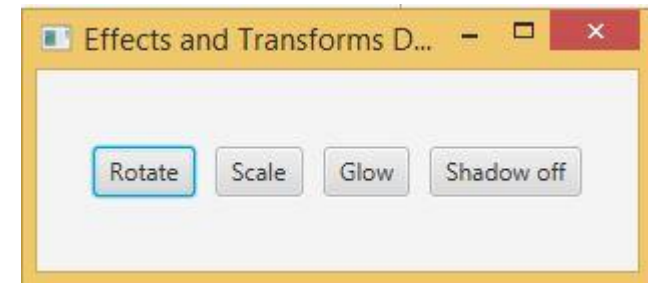 Effects and Transforms D...
Rotate Scale Glow Shadow off